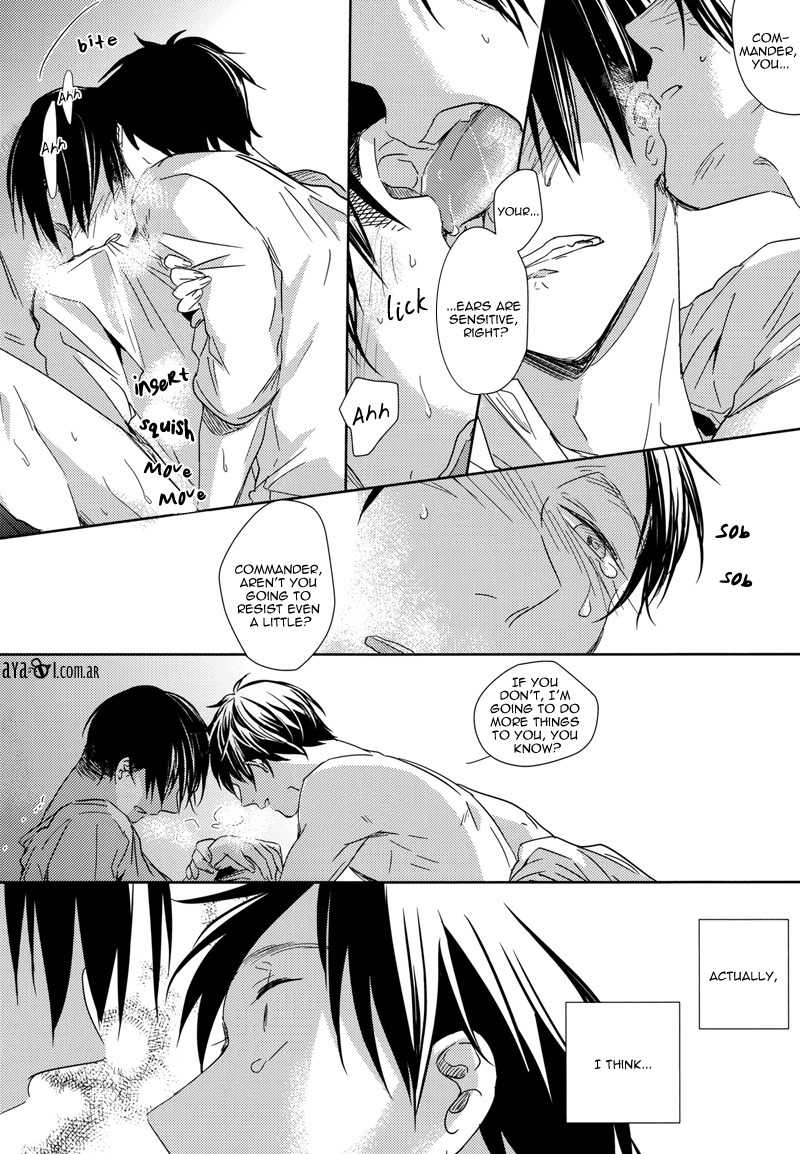 COM-
MANDER,
YOU...
YOUR...
...EARS ARE
SENSITIVE,
RIGHT?
lick
Ahh
bite
Ahh
Ahh
insert
squish
Move
Move
sob
sob
COMMANDER,
AREN'T YOU
GOING TO
RESIST EVEN
A LITTLE?
IF YOU
DON'T, I'M
GOING TO DO
MORE THINGS
TO YOU, YOU
KNOW?
ACTUALLY,
I THINK...